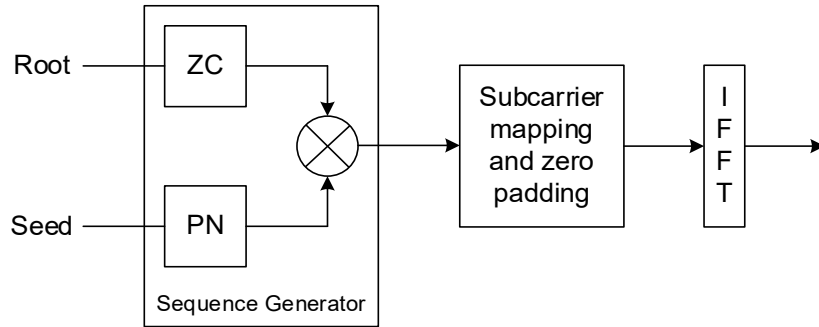 Root
ZC
Seed
PN
Sequence Generator
Subcarrier
mapping
and zero
padding
I
F
F
T